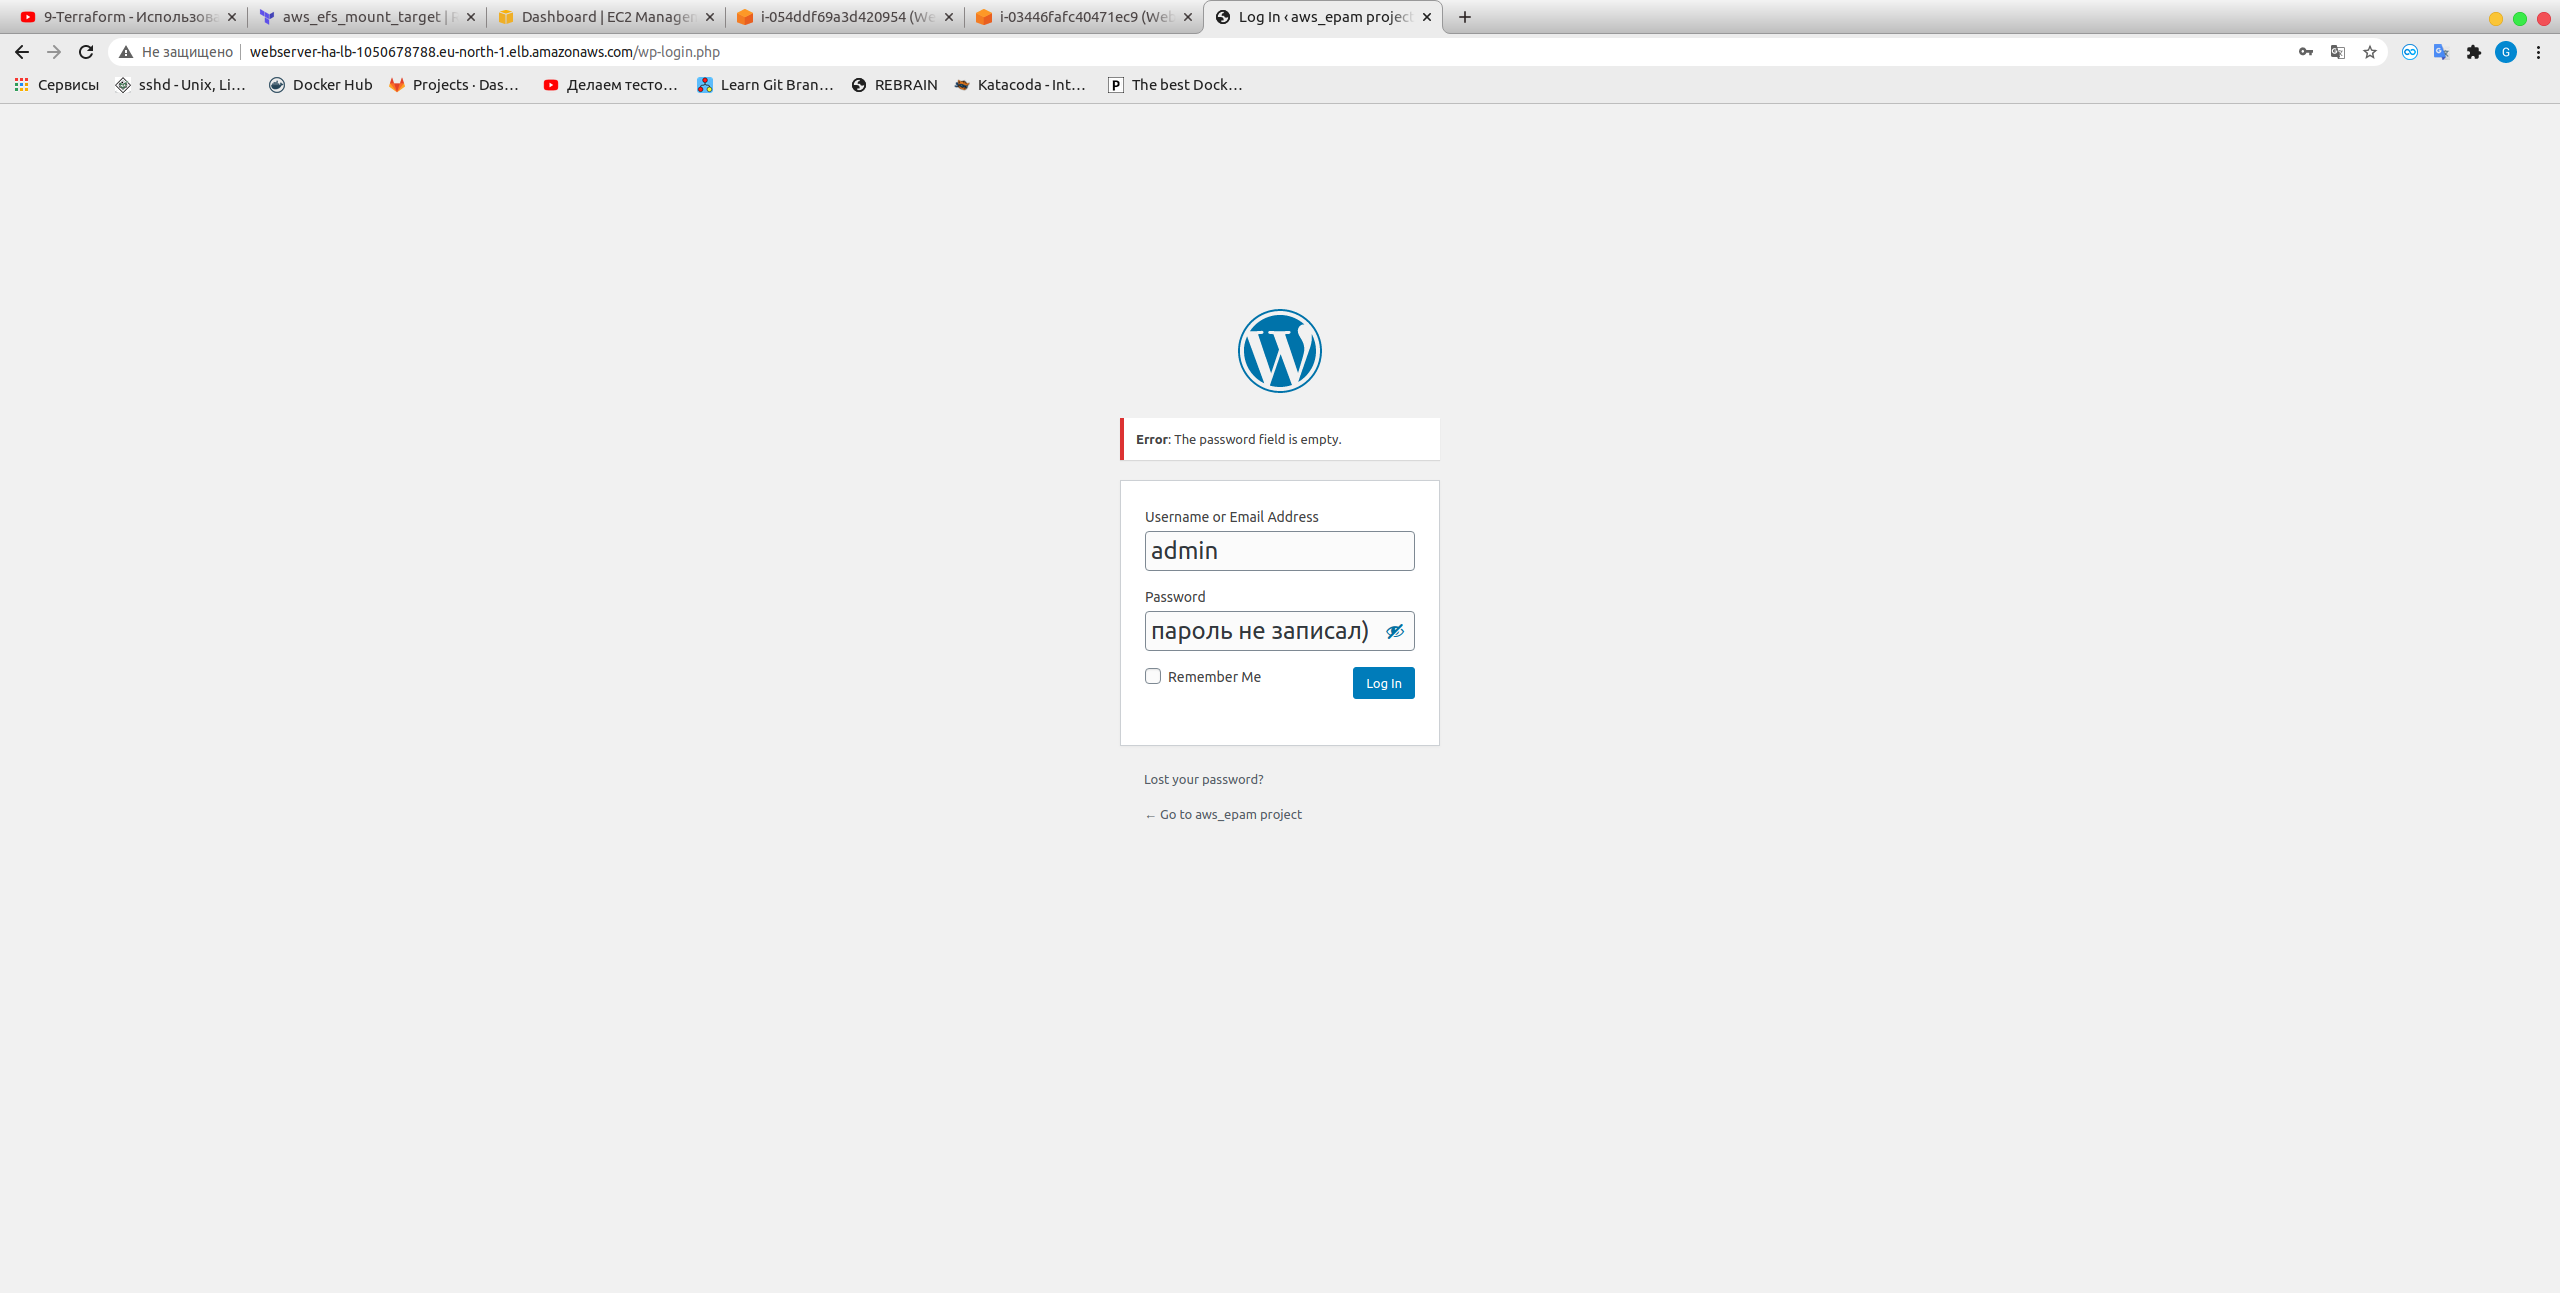 9-Terraform - Использова
aws_efs_mount_target | R
Dashboard | EC2 Managem
i-054ddf69a3d420954 (We
i-03446fafc40471ec9 (Web
Log In ‹ aws_epam project
Не защищено webserver-ha-lb-1050678788.eu-north-1.elb.amazonaws.com/wp-login.php
G
Сервисы sshd - Unix, Li... Docker Hub Projects · Das... Делаем тесто... Learn Git Bran... REBRAIN Katacoda - Int... P The best Dock...
Error: The password field is empty.
Username or Email Address
admin
Password
пароль не записал)
Remember Me
Log In
Lost your password?
← Go to aws_epam project